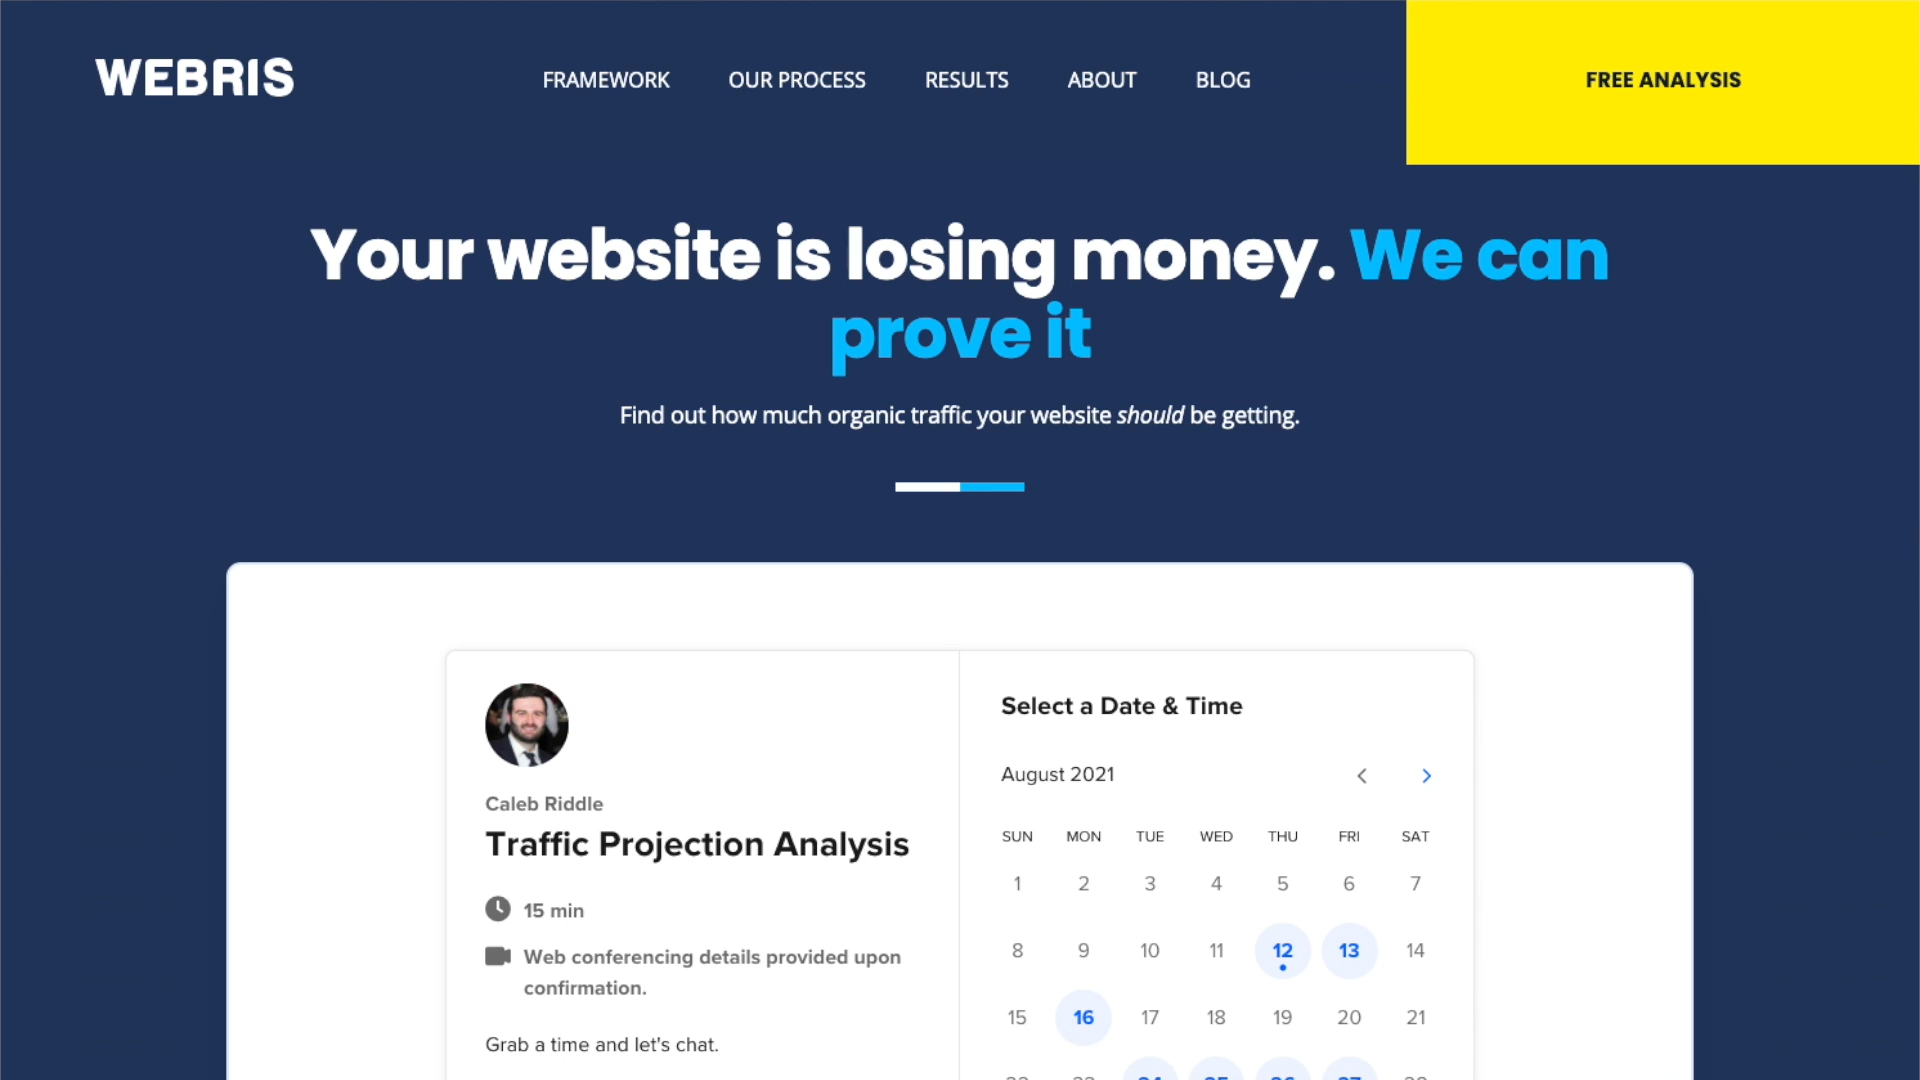 WEBRIS
FRAMEWORK OUR PROCESS RESULTS ABOUT BLOG
FREE ANALYSIS
Your website is losing money. We can
prove it
Find out how much organic traffic your website should be getting.
Caleb Riddle
Traffic Projection Analysis
15 min
Web conferencing details provided upon
confirmation.
Grab a time and let's chat.
Select a Date & Time
August 2021
SUN MON TUE WED THU FRI SAT
1 2 3 4 5 6 7
8 9 10 11 12 13 14
15 16 17 18 19 20 21